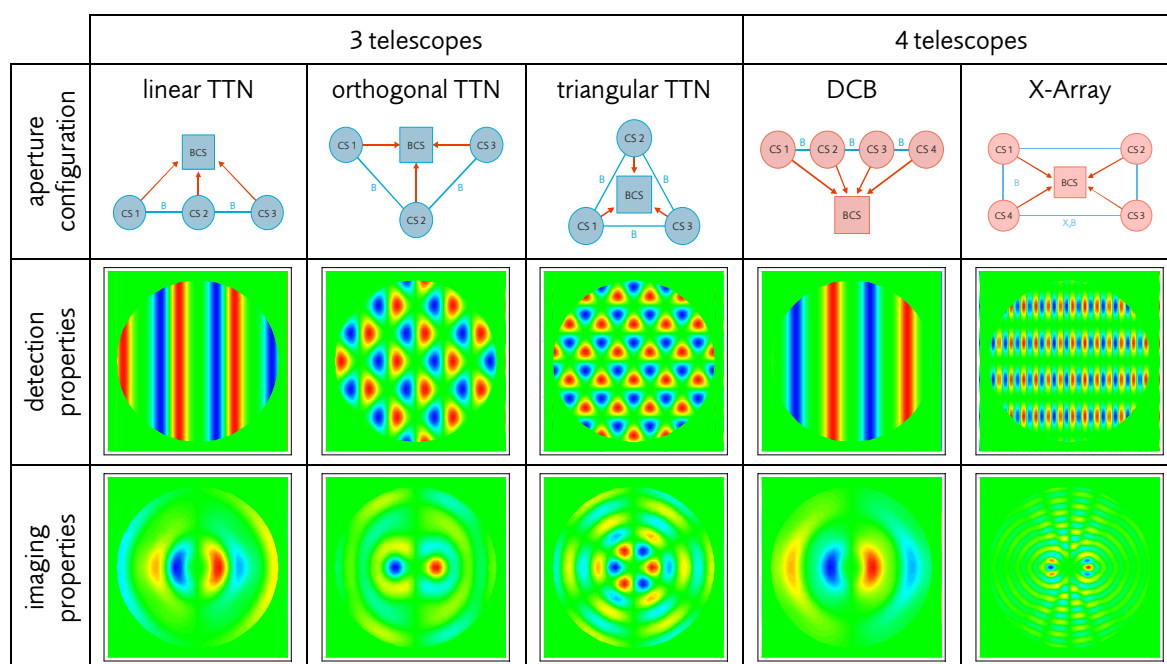 3 telescopes
4 telescopes
linear TTN
orthogonal TTN
triangular TTN
DCB
X-Array
aperture
configuration
BCS
CS 1
B
CS 2
B
CS 3
CS 1
BCS
CS 3
B
B
CS 2
CS 2
B
B
BCS
CS 1
B
CS 3
CS 1
B
CS 2
B
CS 3
B
CS 4
BCS
CS 1
CS 2
B
BCS
CS 4
X,B
CS 3
detection
properties
imaging
properties